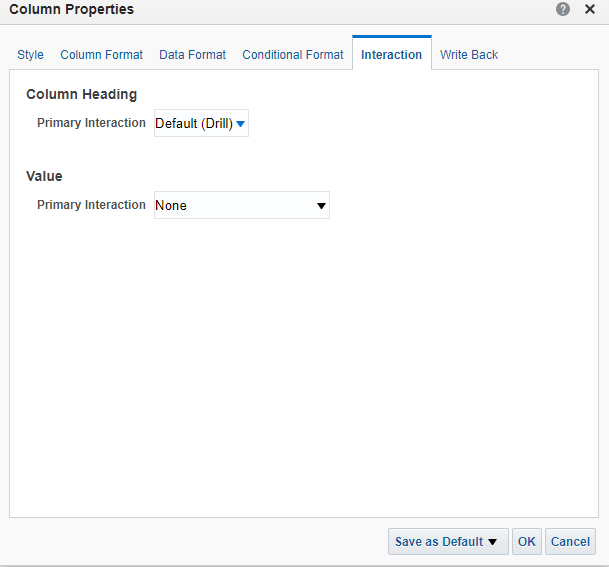 Column Properties
Style Column Format Data Format Conditional Format Interaction Write Back
Column Heading
Primary Interaction Default (Drill)
Value
Primary Interaction None
Save as Default OK Cancel